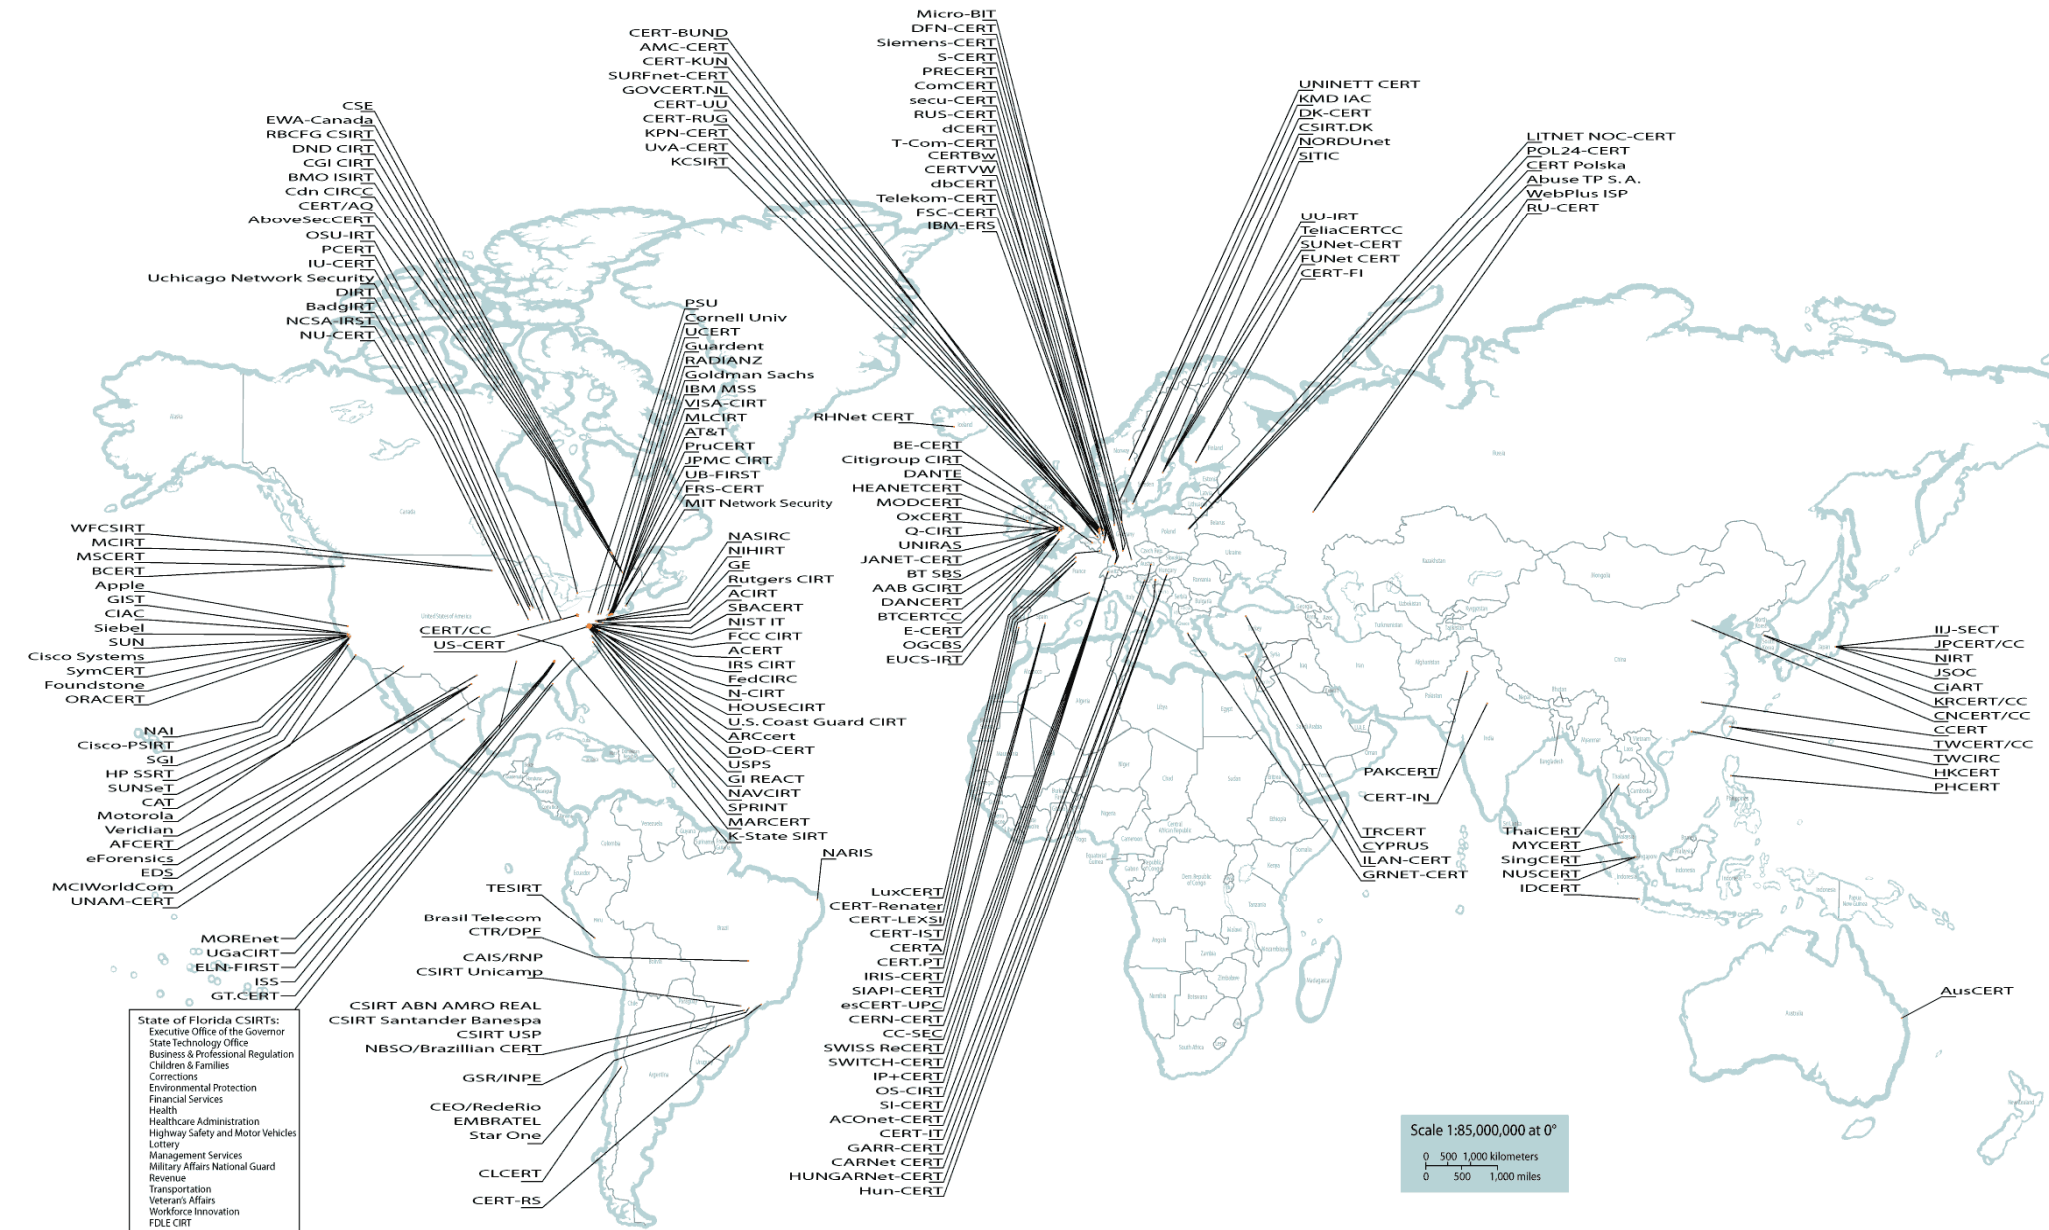 Micro-BIT
DFN-CERT
Siemens-CERT
S-CERT
PRECERT
ComCERT
secu-CERT
RUS-CERT
dCERT
T-Com-CERT
CERTBw
CERTVW
dbCERT
Telekom-CERT
FSC-CERT
IBM-ERS
CERT-BUND
AMC-CERT
CERT-KUN
SURFnet-CERT
GOVCERT.NL
CERT-UU
CERT-RUG
KPN-CERT
UvA-CERT
KCSIRT
CSE
EWA-Canada
RBCFG CSIRT
DND CIRT
CGI CIRT
BMO ISIRT
Cdn CIRCC
CERT/AQ
AboveSecCERT
OSU-IRT
PCERT
IU-CERT
Uchicago Network Security
DIRT
BadgIRT
NCSA IRST
NU-CERT
UNINETT CERT
KMD IAC
DK-CERT
CSIRT.DK
NORDUnet
SITIC
LITNET NOC-CERT
POL24-CERT
CERT Polska
Abuse TP S. A.
WebPlus ISP
RU-CERT
UU-IRT
TeliaCERTCC
SUNet-CERT
FUNet CERT
CERT-FI
PSU
Cornell Univ
UCERT
Guardent
RADIANZ
Goldman Sachs
IBM MSS
VISA-CIRT
MLCIRT
AT&T
PruCERT
JPMC CIRT
UB-FIRST
FRS-CERT
MIT Network Security
RHNet CERT
BE-CERT
Citigroup CIRT
DANTE
HEANETCERT
MODCERT
OxCERT
Q-CIRT
UNIRAS
JANET-CERT
BT SBS
AAB GCIRT
DANCERT
BTCERTCC
E-CERT
OGCBS
EUCS-IRT
WFCSIRT
MCIRT
MSCERT
BCERT
Apple
GIST
CIAC
Siebel
SUN
Cisco Systems
SymCERT
Foundstone
ORACERT
NAI
Cisco-PSIRT
SGI
HP SSRT
SUNSeT
CAT
Motorola
Veridian
AFCERT
eForensics
EDS
MCIWorldCom
UNAM-CERT
CERT/CC
US-CERT
NASIRC
NIHIRT
GE
Rutgers CIRT
ACIRT
SBACERT
NIST IT
FCC CIRT
ACERT
IRS CIRT
FedCIRC
N-CIRT
HOUSECIRT
U.S. Coast Guard CIRT
ARCcert
DoD-CERT
USPS
GI REACT
NAVCIRT
SPRINT
MARCERT
K-State SIRT
IIJ-SECT
JPCERT/CC
NIRT
JSOC
CiART
KRCERT/CC
CNCERT/CC
CCERT
TWCERT/CC
TWCIRC
HKCERT
PHCERT
PAKCERT
CERT-IN
TRCERT
CYPRUS
ILAN-CERT
GRNET-CERT
ThaiCERT
MYCERT
SingCERT
NUSCERT
IDCERT
NARIS
TESIRT
Brasil Telecom
CTR/DPF
CAIS/RNP
CSIRT Unicamp
CSIRT ABN AMRO REAL
CSIRT Santander Banespa
CSIRT USP
NBSO/Brazillian CERT
GSR/INPE
CEO/RedeRio
EMBRATEL
Star One
CLCERT
CERT-RS
LuxCERT
CERT-Renater
CERT-LEXSI
CERT-IST
CERTA
CERT.PT
IRIS-CERT
SIAPI-CERT
esCERT-UPC
CERN-CERT
CC-SEC
SWISS ReCERT
SWITCH-CERT
IP+CERT
OS-CIRT
SI-CERT
ACOnet-CERT
CERT-IT
GARR-CERT
CARNet CERT
HUNGARNet-CERT
Hun-CERT
MOREnet
UGaCIRT
ELN-FIRST
ISS
GT.CERT
State of Florida CSIRTs:
Executive Office of the Governor
State Technology Office
Business & Professional Regulation
Children & Families
Corrections
Environmental Protection
Financial Services
Health
Healthcare Administration
Highway Safety and Motor Vehicles
Lottery
Management Services
Military Affairs National Guard
Revenue
Transportation
Veteran's Affairs
Workforce Innovation
FDLE CIRT
AusCERT
Scale 1:85,000,000 at 0°
0 500 1,000 kilometers
0 500 1,000 miles
Alaska
Canada
United States of America
Iceland
Russia
Kazakhstan
Mongolia
China
India
Brazil
Argentina
Australia